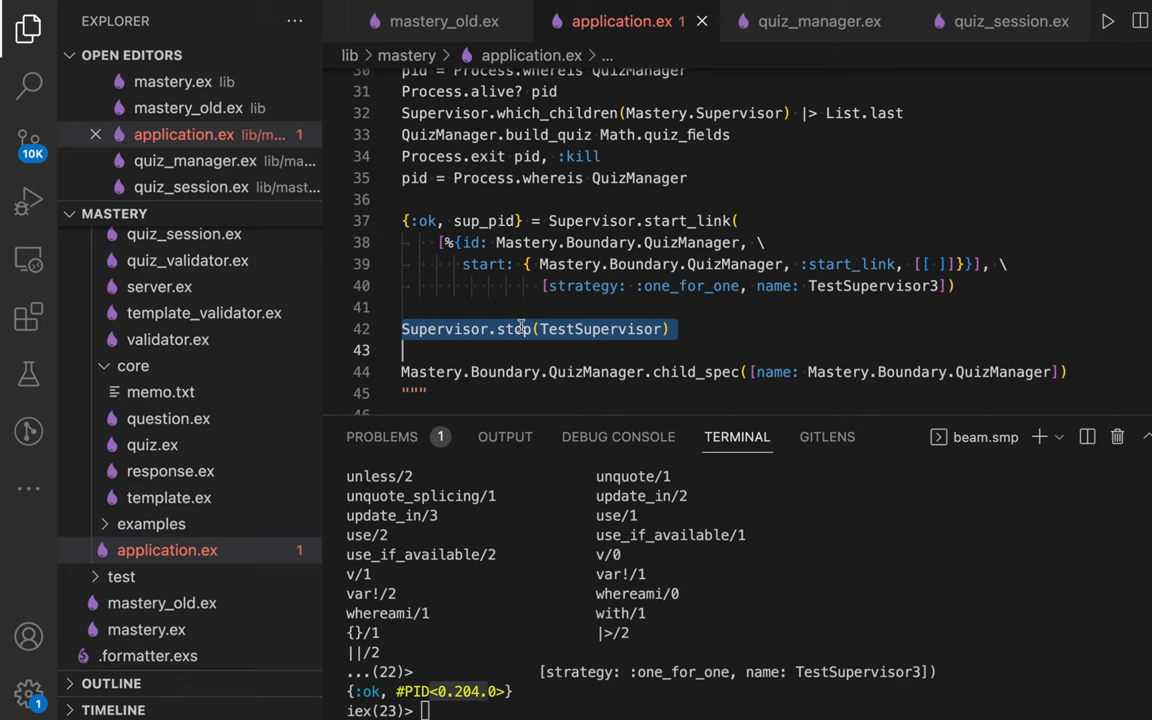 EXPLORER
OPEN EDITORS
mastery.ex lib
mastery_old.ex lib
application.ex lib/m... 1
quiz_manager.ex lib/ma...
quiz_session.ex lib/mast...
10K
MASTERY
quiz_session.ex
quiz_validator.ex
server.ex
template_validator.ex
validator.ex
core
memo.txt
question.ex
quiz.ex
response.ex
template.ex
examples
application.ex 1
test
mastery_old.ex
mastery.ex
.formatter.exs
OUTLINE
TIMELINE
1
mastery_old.ex application.ex 1 quiz_manager.ex quiz_session.ex
lib > mastery > application.ex > ...
30 pid = Process.whereis QuizManager
31 Process.alive? pid
32 Supervisor.which_children(Mastery.Supervisor) |> List.last
33 QuizManager.build_quiz Math.quiz_fields
34 Process.exit pid, :kill
35 pid = Process.whereis QuizManager
36
37 {:ok, sup_pid} = Supervisor.start_link(
38 [%{id: Mastery.Boundary.QuizManager, \
39 start: { Mastery.Boundary.QuizManager, :start_link, [[ ]]}}], \
40 [strategy: :one_for_one, name: TestSupervisor3])
41
42 Supervisor.stop(TestSupervisor)
43
44 Mastery.Boundary.QuizManager.child_spec([name: Mastery.Boundary.QuizManager])
45 """
PROBLEMS 1 OUTPUT DEBUG CONSOLE TERMINAL GITLENS beam.smp
unless/2 unquote/1
unquote_splicing/1 update_in/2
update_in/3 use/1
use/2 use_if_available/1
use_if_available/2 v/0
v/1 var!/1
var!/2 whereami/0
whereami/1 with/1
{}/1 |>/2
||/2
...(22)> [strategy: :one_for_one, name: TestSupervisor3])
{:ok, #PID<0.204.0>}
iex(23)>